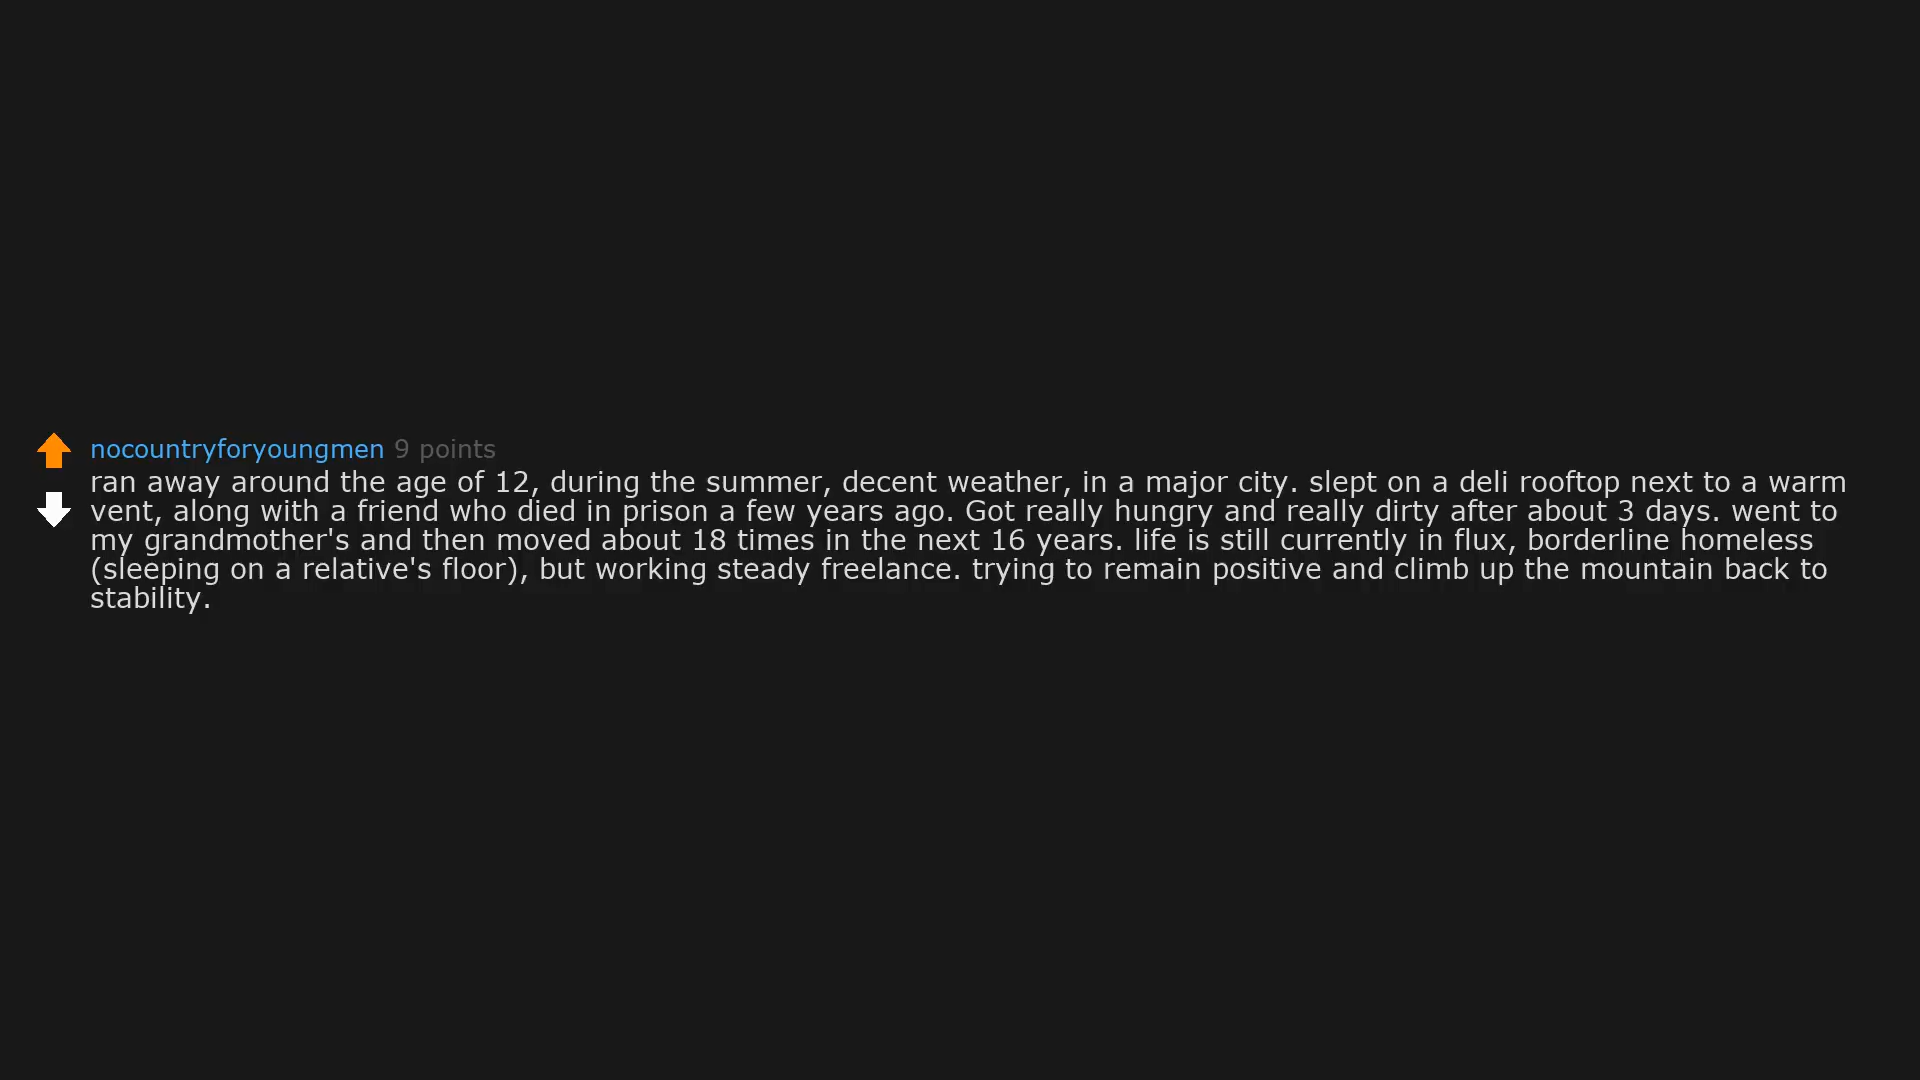 nocountryforyoungmen 9 points
ran away around the age of 12, during the summer, decent weather, in a major city. slept on a deli rooftop next to a warm
vent, along with a friend who died in prison a few years ago. Got really hungry and really dirty after about 3 days. went to
my grandmother's and then moved about 18 times in the next 16 years. life is still currently in flux, borderline homeless
(sleeping on a relative's floor), but working steady freelance. trying to remain positive and climb up the mountain back to
stability.